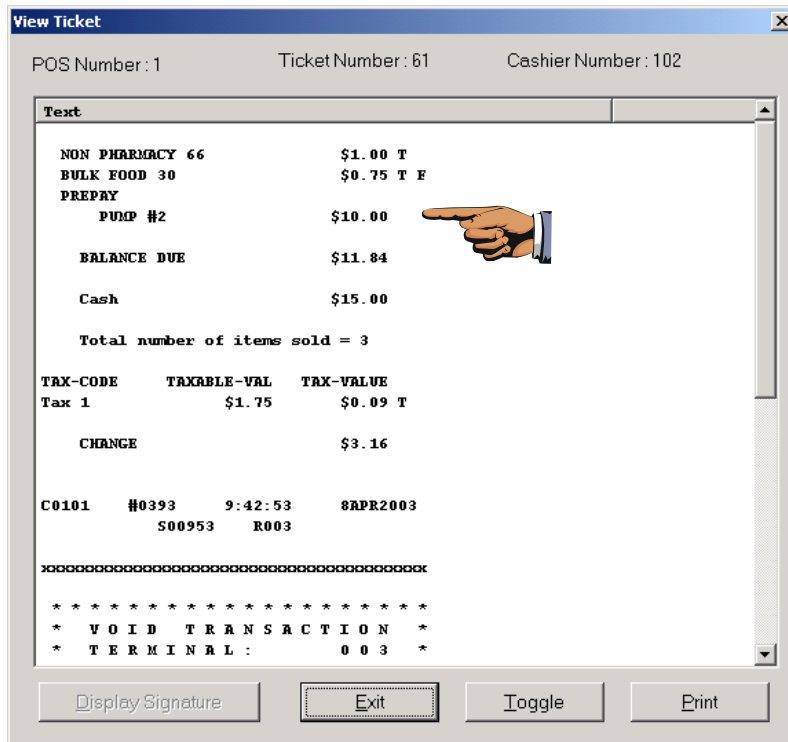 View Ticket
POS Number : 1 Ticket Number : 61 Cashier Number : 102
Text
NON PHARMACY 66 $1.00 T
BULK FOOD 30 $0.75 T F
PREPAY
PUMP #2 $10.00
BALANCE DUE $11.84
Cash $15.00
Total number of items sold = 3
TAX-CODE TAXABLE-VAL TAX-VALUE
Tax 1 $1.75 $0.09 T
CHANGE $3.16
C0101 #0393 9:42:53 8APR2003
S00953 R003
xxxxxxxxxxxxxxxxxxxxxxxxxxxxxxxxxxxxxxxx
* * * * * * * * * * * * * * * * * * * *
* V O I D T R A N S A C T I O N *
* T E R M I N A L : 0 0 3 *
Display Signature Exit Toggle Print